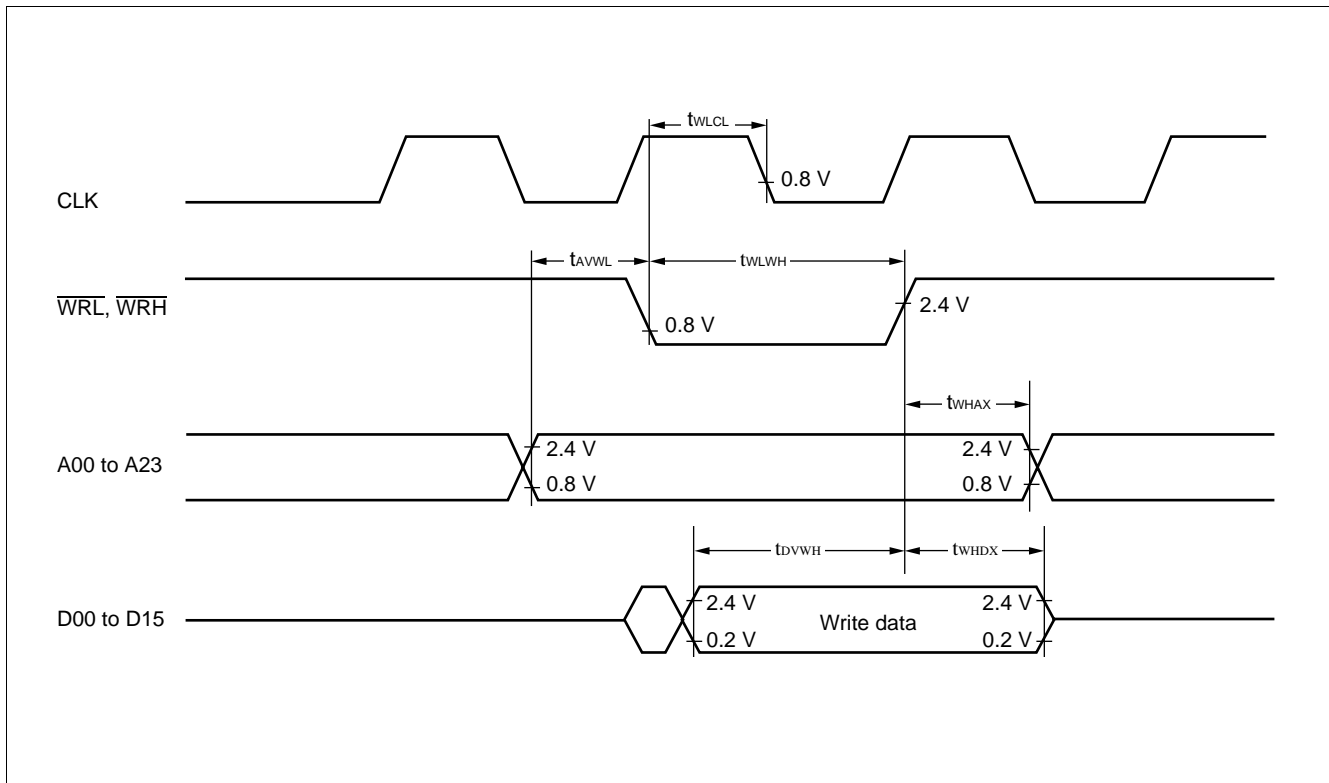 tWLCL
0.8 V
CLK
tAVWL
tWLWH
WRL, WRH
2.4 V
0.8 V
tWHAX
2.4 V
2.4 V
A00 to A23
0.8 V
0.8 V
tDVWH
tWHDX
2.4 V
2.4 V
D00 to D15
Write data
0.2 V
0.2 V